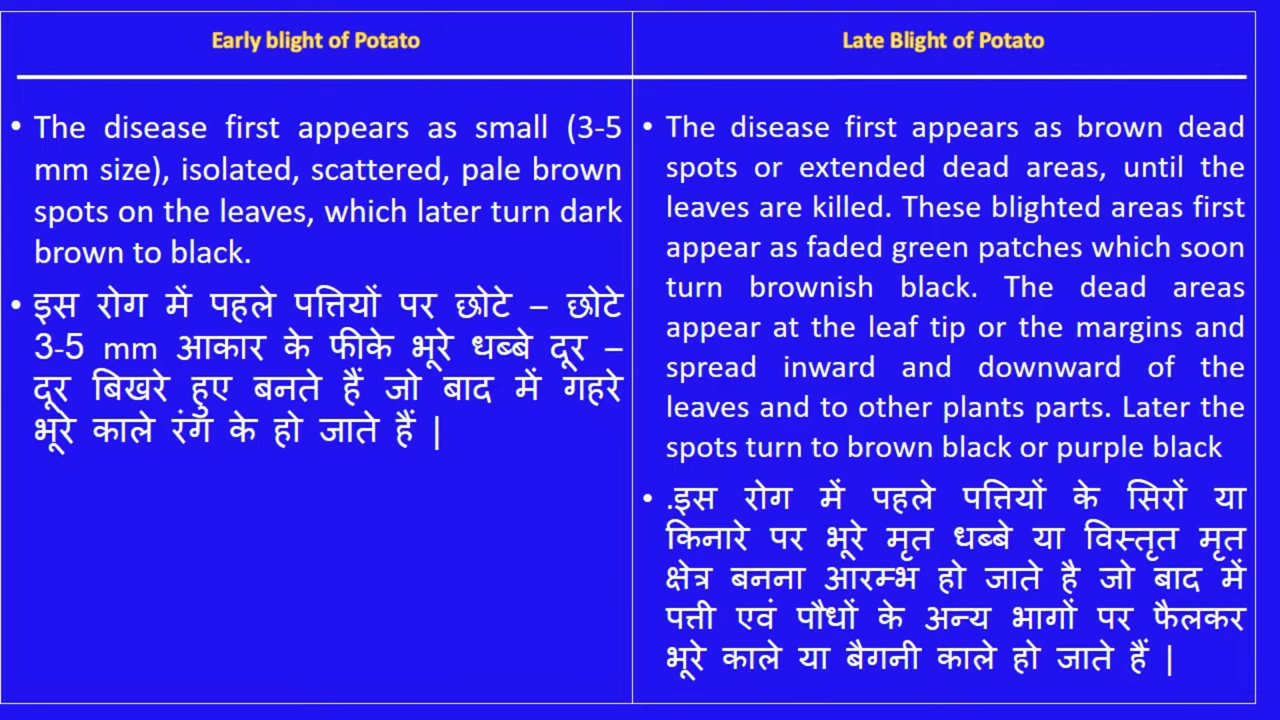 Early blight of Potato
• The disease first appears as small (3-5
mm size), isolated, scattered, pale brown
spots on the leaves, which later turn dark
brown to black.
• इस रोग में पहले पत्तियों पर छोटे – छोटे
3-5 mm आकार के फीके भूरे धब्बे दूर –
दूर बिखरे हुए बनते हैं जो बाद में गहरे
भूरे काले रंग के हो जाते हैं |
Late Blight of Potato
• The disease first appears as brown dead
spots or extended dead areas, until the
leaves are killed. These blighted areas first
appear as faded green patches which soon
turn brownish black. The dead areas
appear at the leaf tip or the margins and
spread inward and downward of the
leaves and to other plants parts. Later the
spots turn to brown black or purple black
• .इस रोग में पहले पत्तियों के सिरों या
किनारे पर भूरे मृत धब्बे या विस्तृत मृत
क्षेत्र बनना आरम्भ हो जाते है जो बाद में
पत्ती एवं पौधों के अन्य भागों पर फैलकर
भूरे काले या बैगनी काले हो जाते हैं |